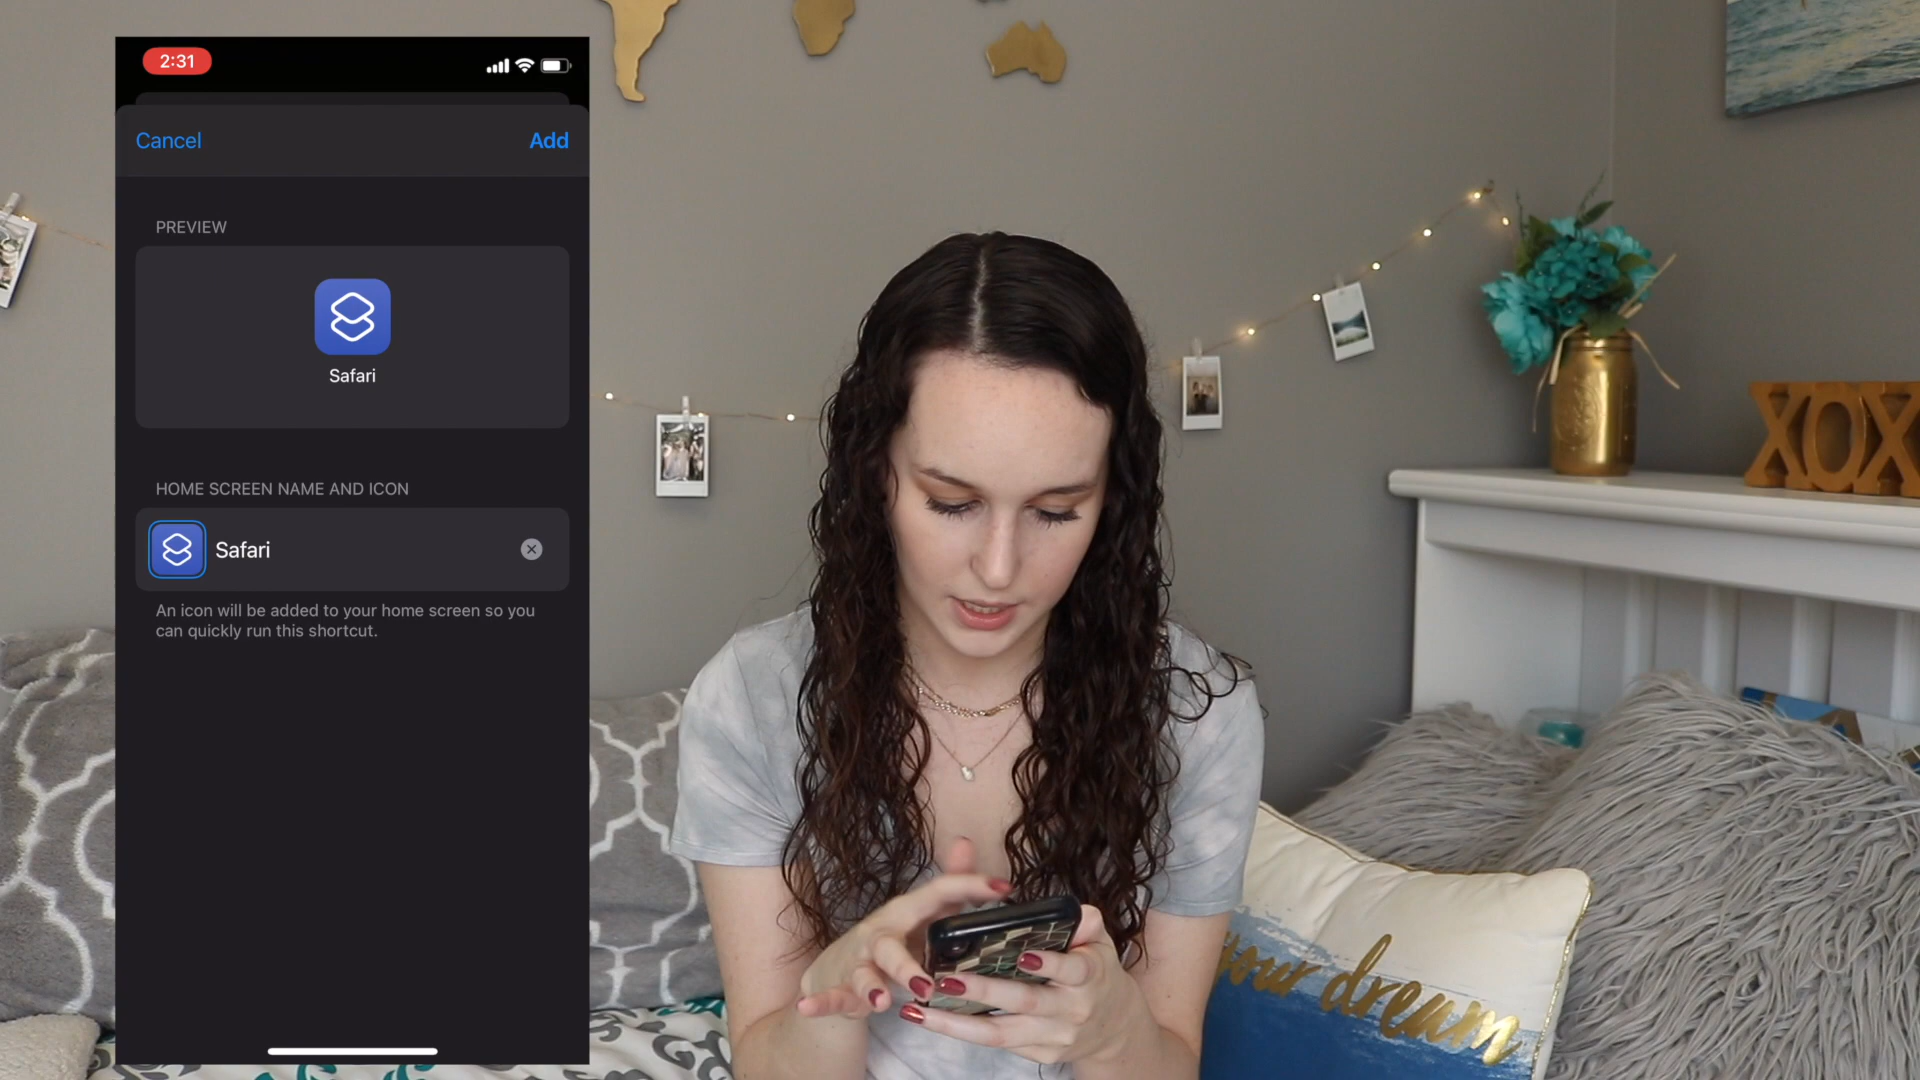 2:31
Cancel
Add
PREVIEW
Safari
HOME SCREEN NAME AND ICON
Safari
An icon will be added to your home screen so you
can quickly run this shortcut.
XOX
your dream